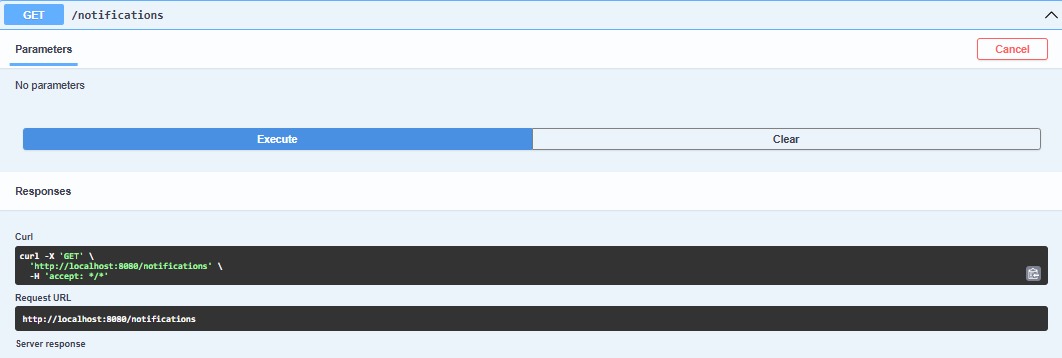 GET /notifications
Parameters
Cancel
No parameters
Execute
Clear
Responses
Curl
curl -X 'GET' \
  'http://localhost:8080/notifications' \
  -H 'accept: */*'
Request URL
http://localhost:8080/notifications
Server response